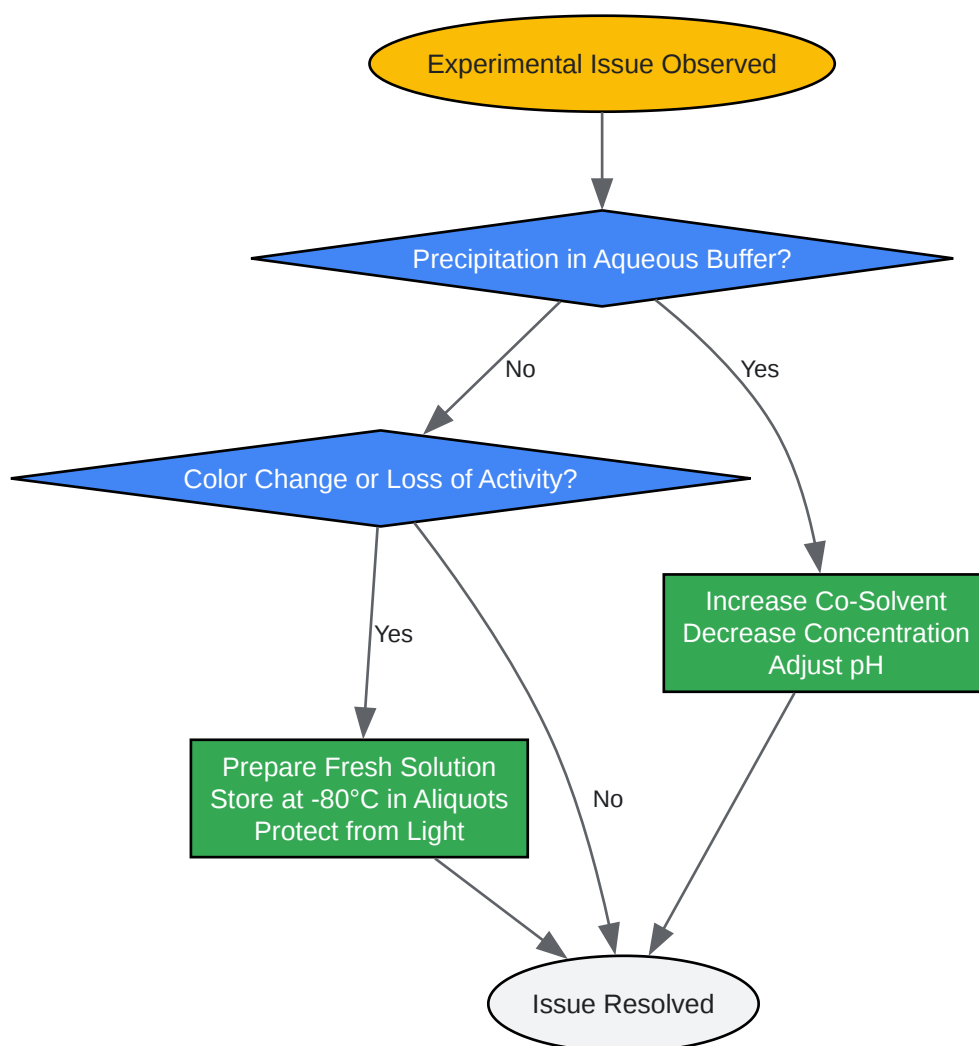 Experimental Issue Observed
Precipitation in Aqueous Buffer?
No
Yes
Color Change or Loss of Activity?
Increase Co-Solvent
Decrease Concentration
Adjust pH
Yes
Prepare Fresh Solution
Store at -80°C in Aliquots
Protect from Light
No
Issue Resolved